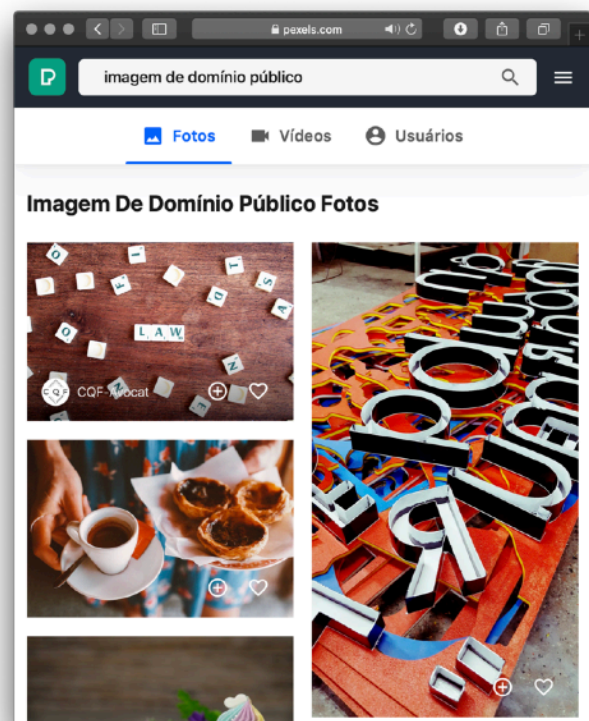 pexels.com
imagem de domínio público
Fotos
Vídeos
Usuários
Imagem De Domínio Público Fotos
LAW
CQF-Avocat